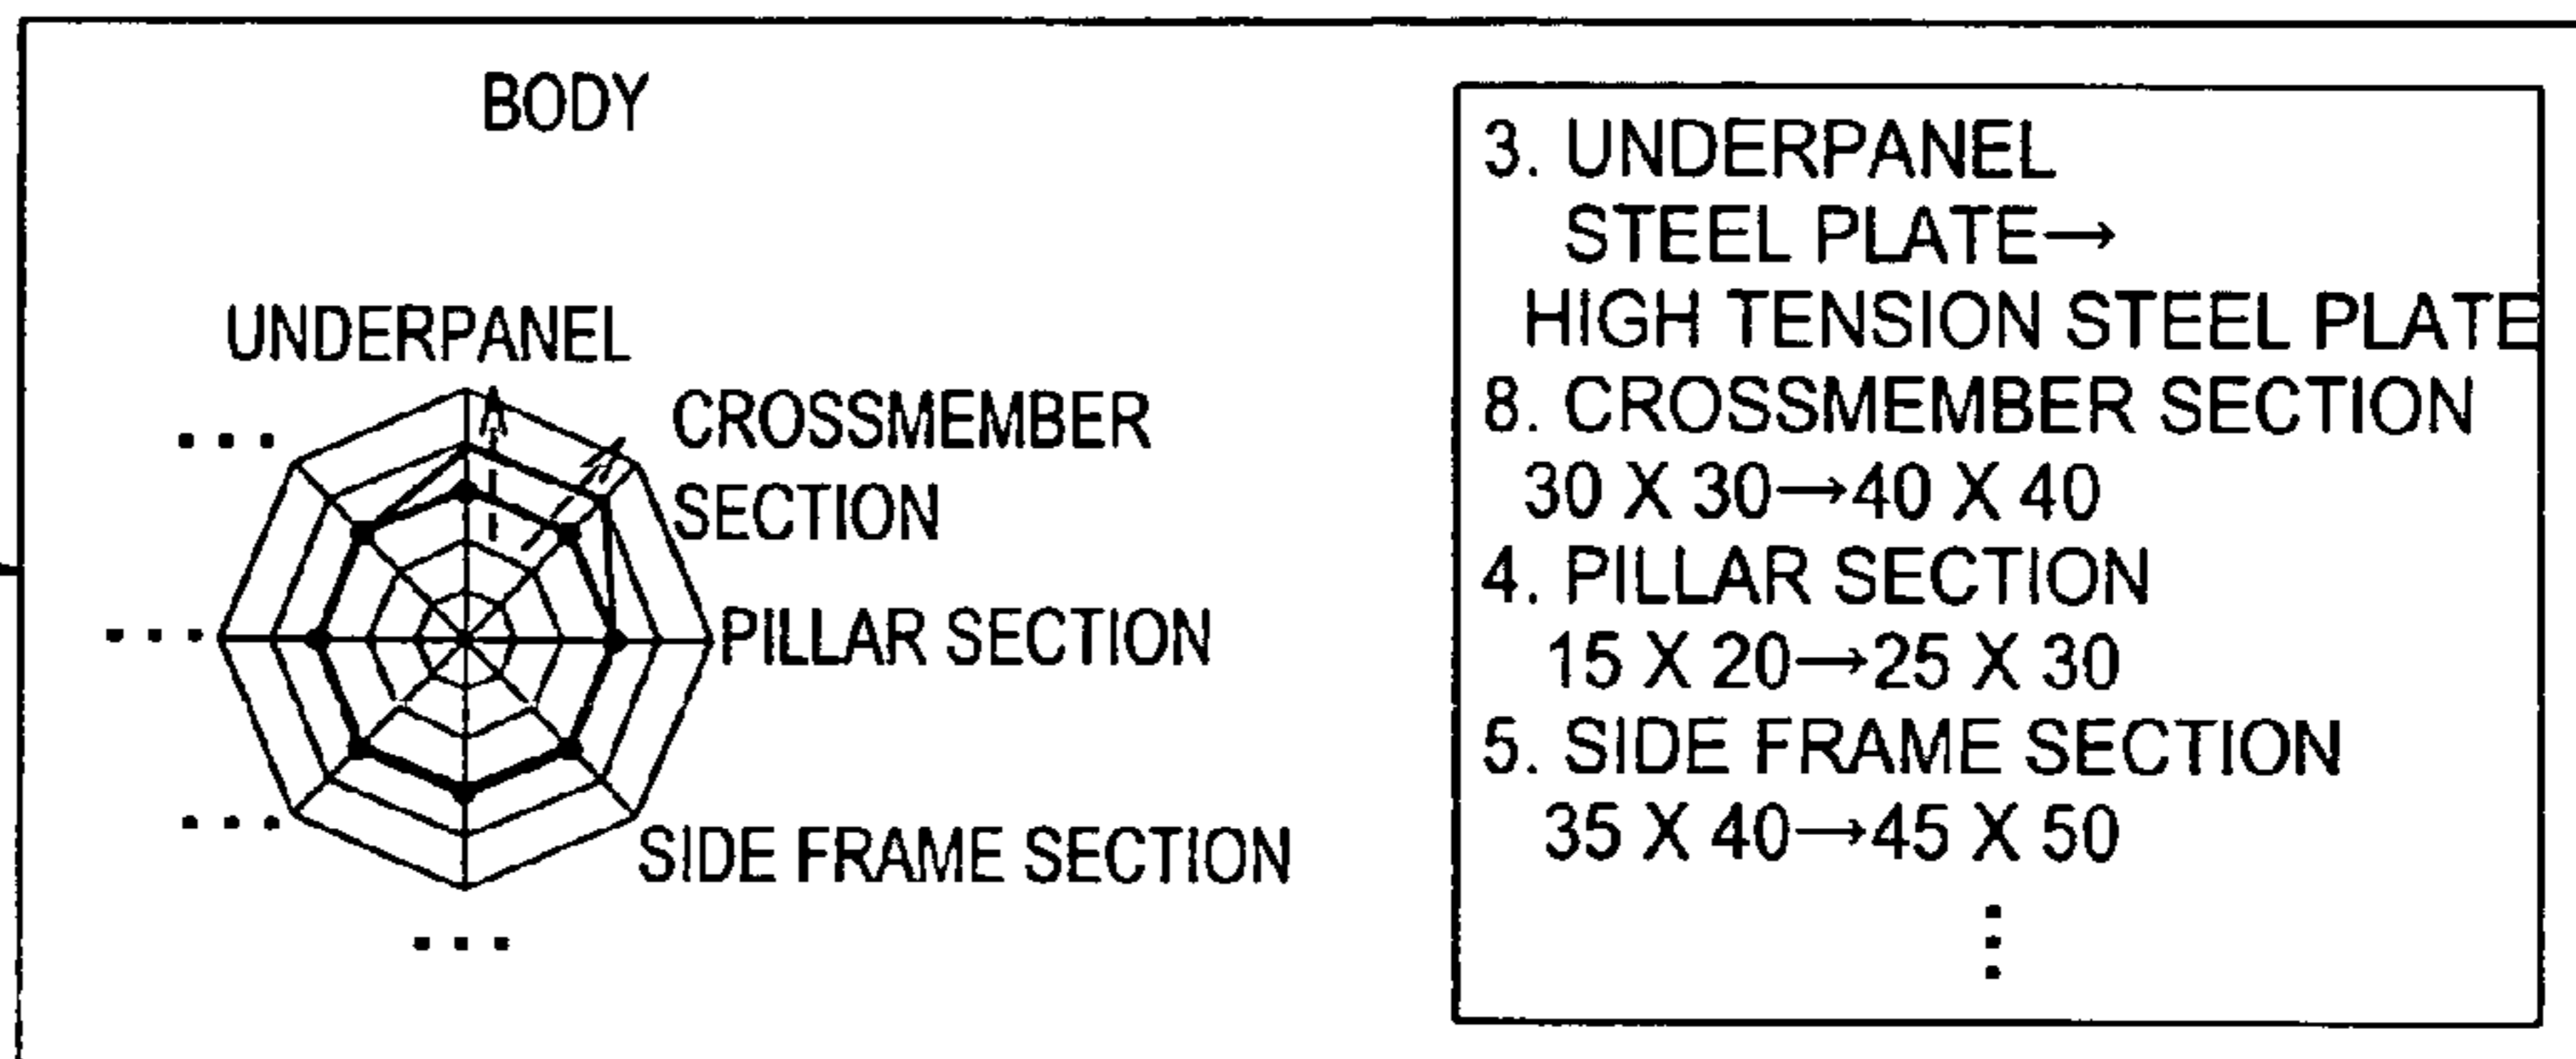 BODY
UNDERPANEL
...
CROSSMEMBER
SECTION
...
PILLAR SECTION
...
SIDE FRAME SECTION
...
3. UNDERPANEL
STEEL PLATE→
HIGH TENSION STEEL PLATE
8. CROSSMEMBER SECTION
30 X 30→40 X 40
4. PILLAR SECTION
15 X 20→25 X 30
5. SIDE FRAME SECTION
35 X 40→45 X 50
⋮